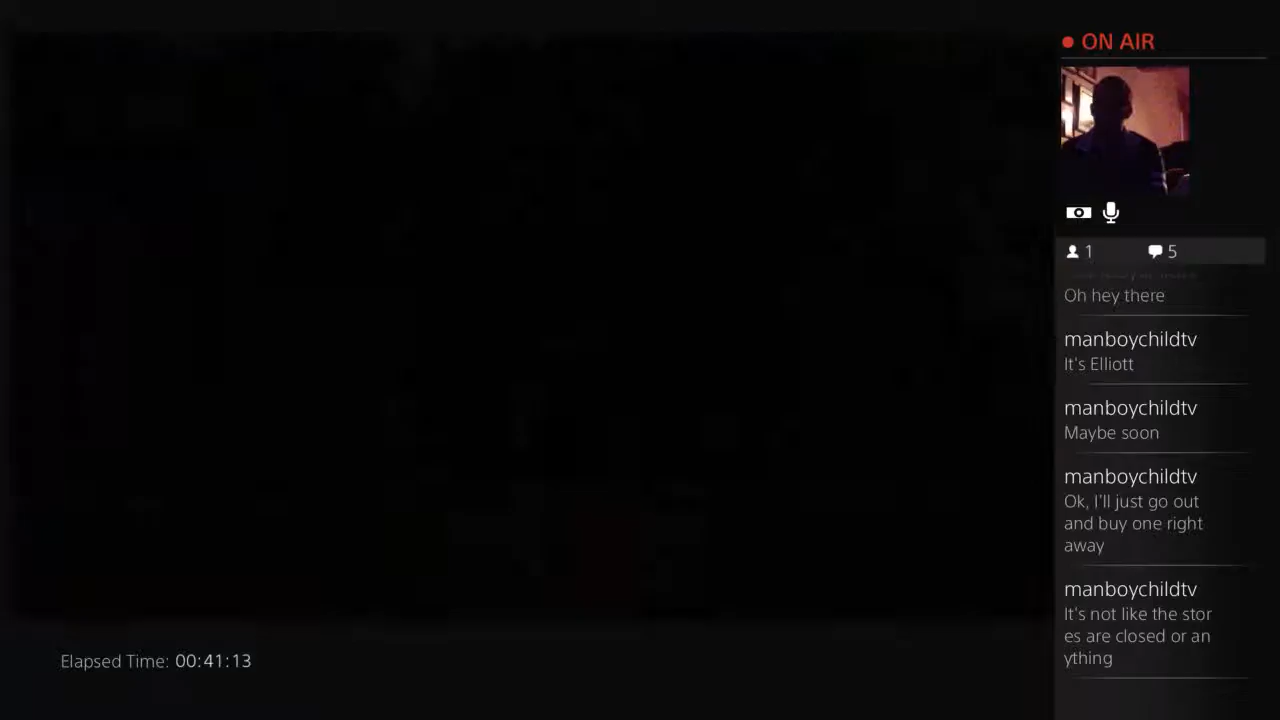 ON AIR
1 5
Oh hey there
manboychildtv
It's Elliott
manboychildtv
Maybe soon
manboychildtv
Ok, I'll just go out
and buy one right
away
manboychildtv
It's not like the stor
es are closed or an
ything
Elapsed Time: 00:41:13